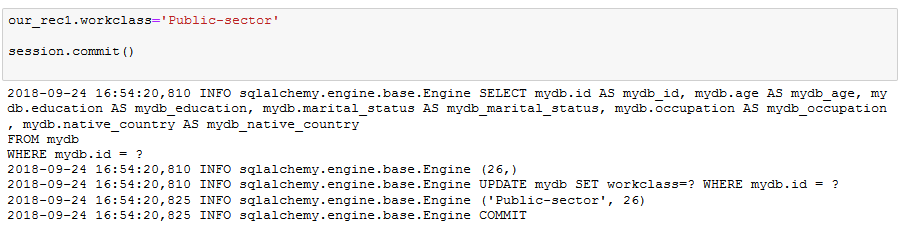 our_rec1.workclass='Public-sector'
session.commit()
2018-09-24 16:54:20,810 INFO sqlalchemy.engine.base.Engine SELECT mydb.id AS mydb_id, mydb.age AS mydb_age, my
db.education AS mydb_education, mydb.marital_status AS mydb_marital_status, mydb.occupation AS mydb_occupation
, mydb.native_country AS mydb_native_country
FROM mydb
WHERE mydb.id = ?
2018-09-24 16:54:20,810 INFO sqlalchemy.engine.base.Engine (26,)
2018-09-24 16:54:20,810 INFO sqlalchemy.engine.base.Engine UPDATE mydb SET workclass=? WHERE mydb.id = ?
2018-09-24 16:54:20,825 INFO sqlalchemy.engine.base.Engine ('Public-sector', 26)
2018-09-24 16:54:20,825 INFO sqlalchemy.engine.base.Engine COMMIT